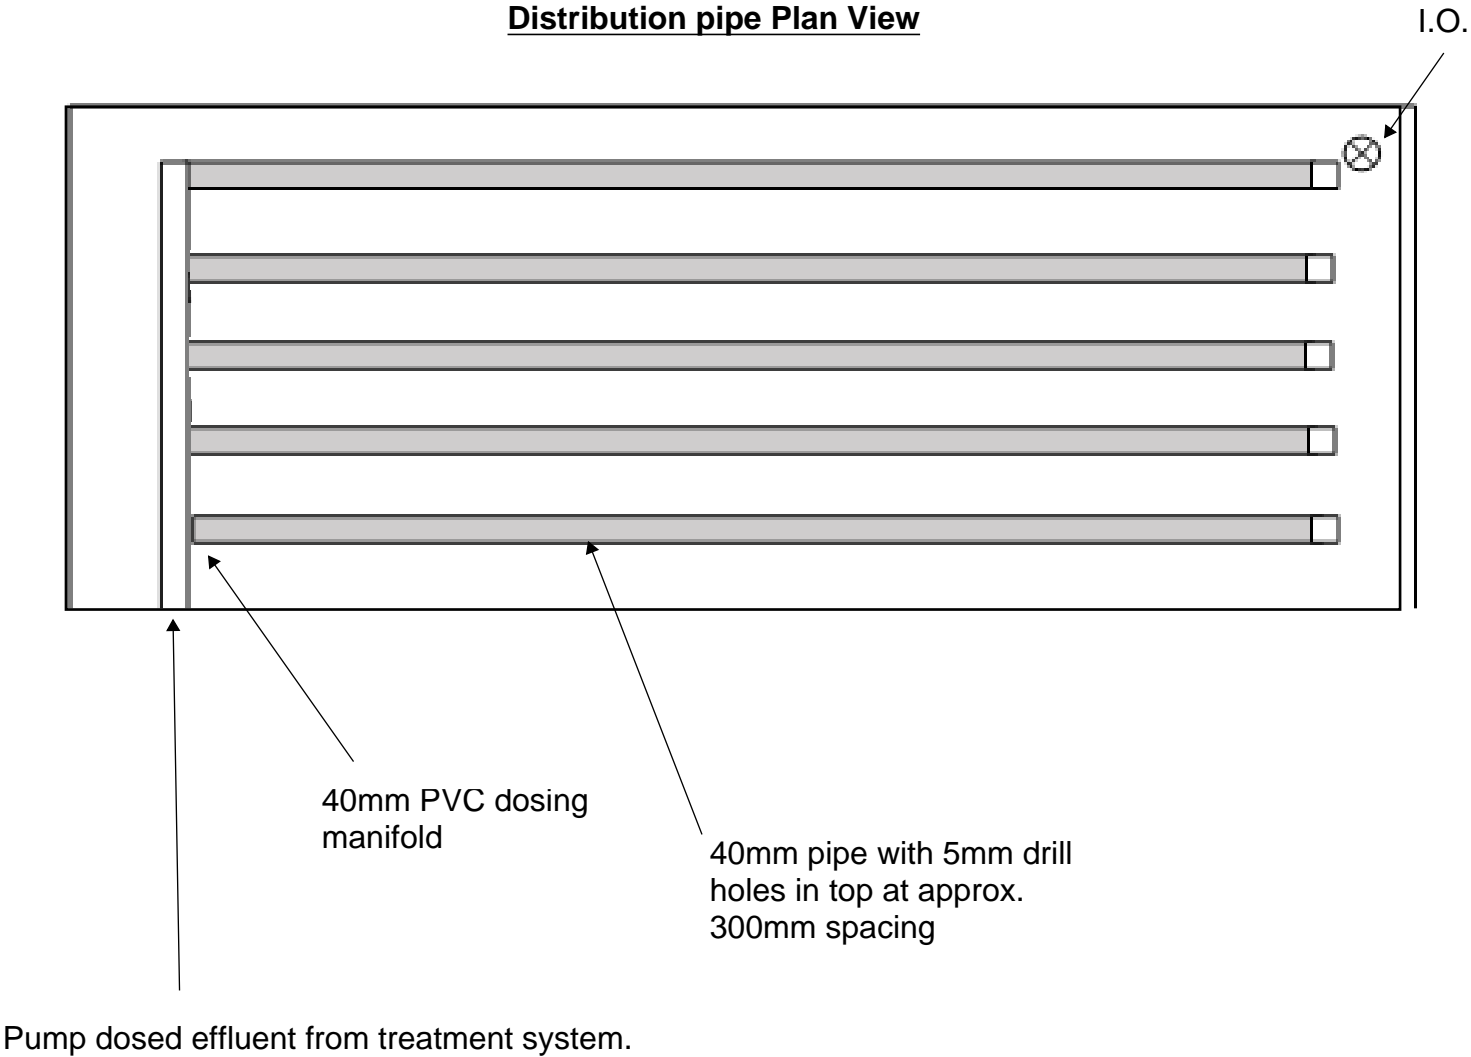 Distribution pipe Plan View
I.O.
40mm PVC dosing
manifold
40mm pipe with 5mm drill
holes in top at approx.
300mm spacing
Pump dosed effluent from treatment system.